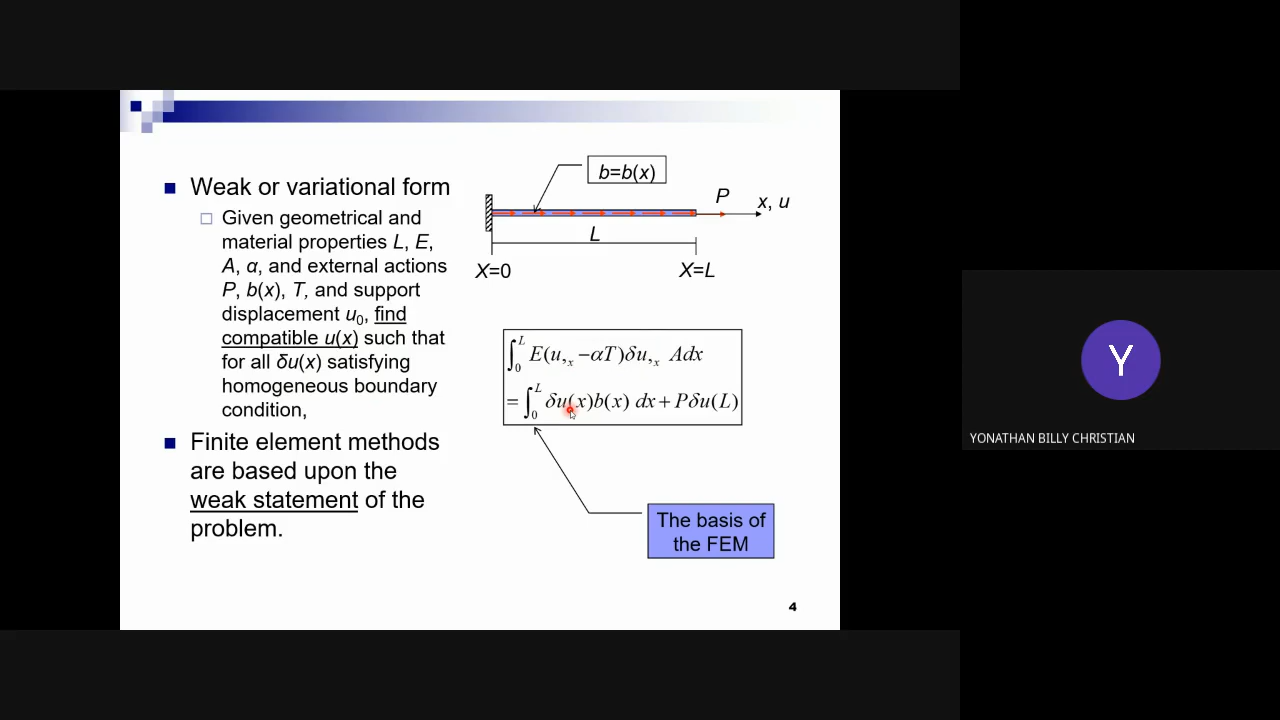 Weak or variational form
Given geometrical and
material properties L, E,
A, α, and external actions
P, b(x), T, and support
displacement u₀, find
compatible u(x) such that
for all δu(x) satisfying
homogeneous boundary
condition,
Finite element methods
are based upon the
weak statement of the
problem.
b=b(x)
P
x, u
L
X=0
X=L
∫₀ᴸ E(u,ₓ −αT)δu,ₓ Adx
= ∫₀ᴸ δu(x)b(x) dx + Pδu(L)
The basis of
the FEM
4
Y
YONATHAN BILLY CHRISTIAN